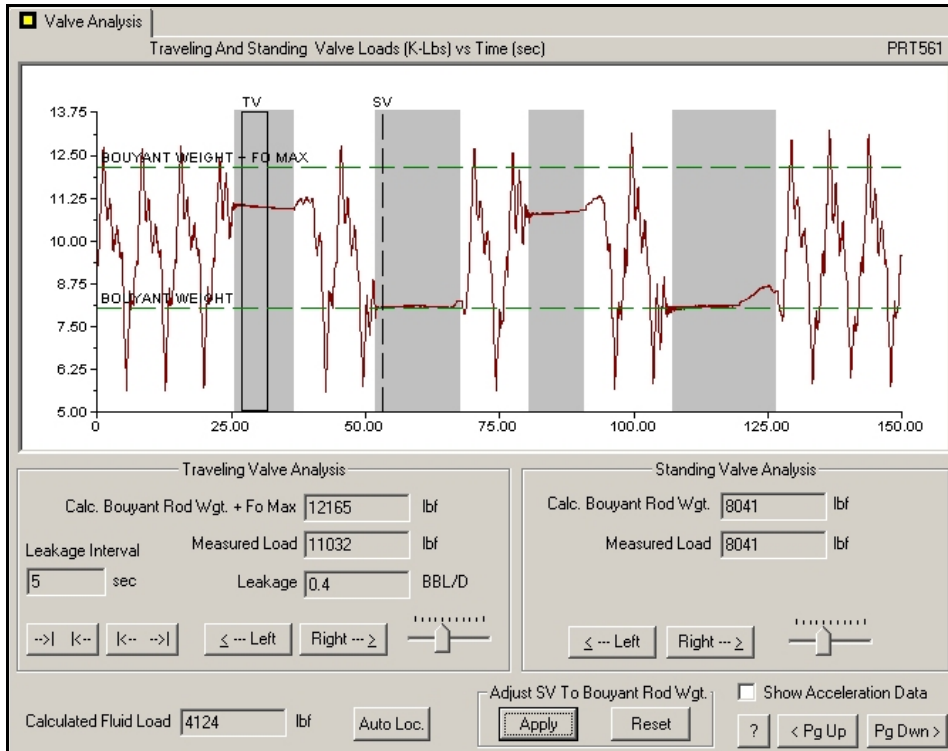 Valve Analysis
Traveling And Standing Valve Loads (K-Lbs) vs Time (sec) PRT561
TV SV
13.75
12.50
11.25
10.00
8.75
7.50
6.25
5.00
BOUYANT WEIGHT + FO MAX
BOUYANT WEIGHT
0 25.00 50.00 75.00 100.00 125.00 150.00
Traveling Valve Analysis
Calc. Bouyant Rod Wgt. + Fo Max 12165 lbf
Leakage Interval
Measured Load 11032 lbf
5 sec
Leakage 0.4 BBL/D
-->| |<-- |<-- -->| < --- Left Right --- >
Standing Valve Analysis
Calc. Bouyant Rod Wgt. 8041 lbf
Measured Load 8041 lbf
< --- Left Right --- >
Calculated Fluid Load 4124 lbf
Auto Loc.
Adjust SV To Bouyant Rod Wgt.
Apply Reset
Show Acceleration Data
? < Pg Up Pg Dwn >